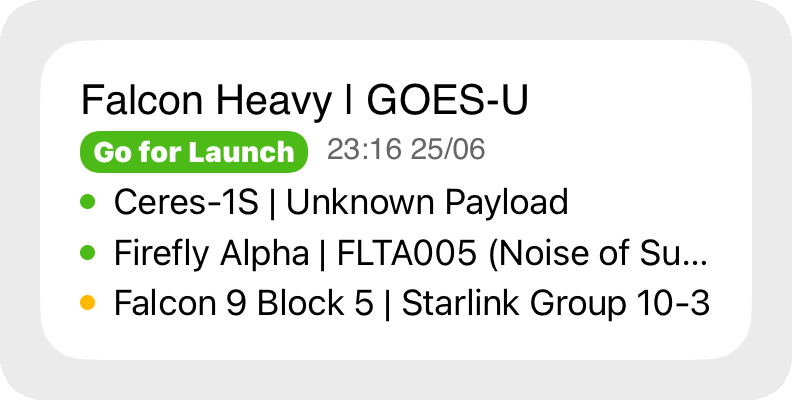 Falcon Heavy | GOES-U
Go for Launch 23:16 25/06
Ceres-1S | Unknown Payload
Firefly Alpha | FLTA005 (Noise of Su...
Falcon 9 Block 5 | Starlink Group 10-3